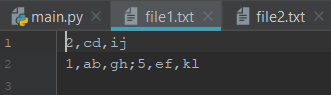 main.py file1.txt file2.txt
1 2,cd,ij
2 1,ab,gh;5,ef,kl